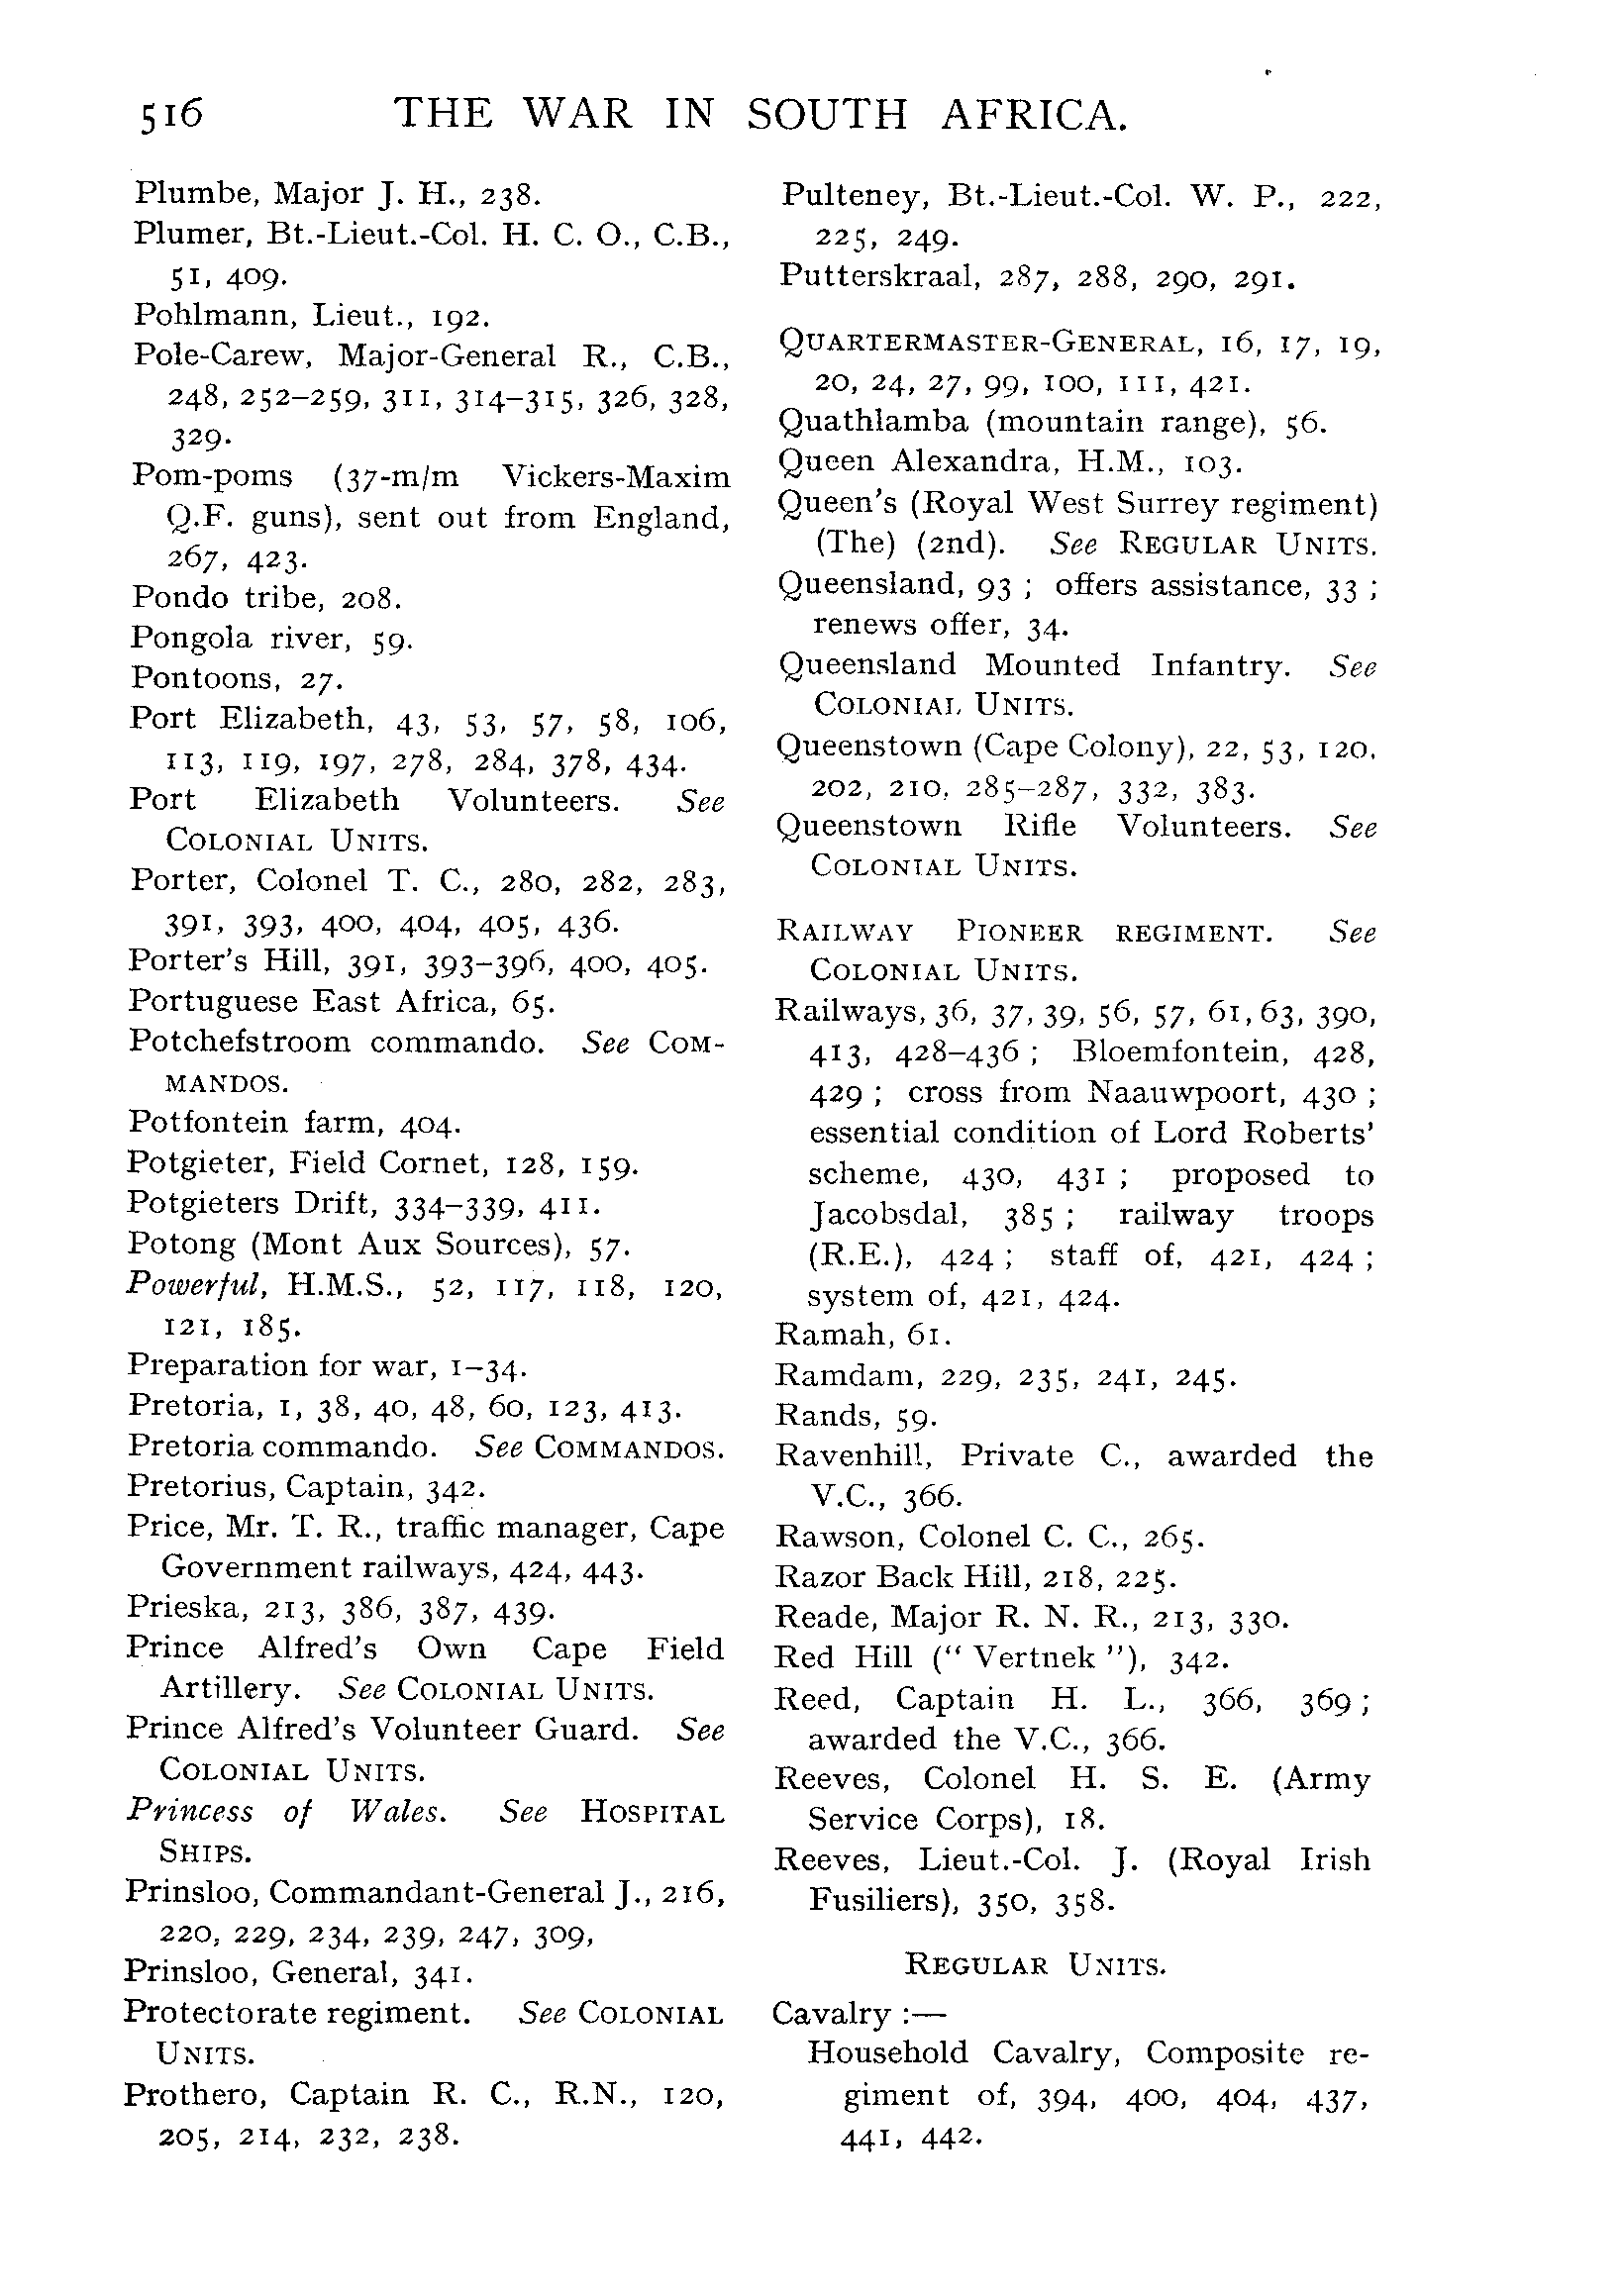 516 THE WAR IN SOUTH AFRICA.
Plumbe, Major J. H., 238.
Plumer, Bt.-Lieut.-Col. H. C. O., C.B.,
51, 409.
Pohlmann, Lieut., 192.
Pole-Carew, Major-General R., C.B.,
248, 252–259, 311, 314–315, 326, 328,
329.
Pom-poms (37-m/m Vickers-Maxim
Q.F. guns), sent out from England,
267, 423.
Pondo tribe, 208.
Pongola river, 59.
Pontoons, 27.
Port Elizabeth, 43, 53, 57, 58, 106,
113, 119, 197, 278, 284, 378, 434.
Port Elizabeth Volunteers. See
COLONIAL UNITS.
Porter, Colonel T. C., 280, 282, 283,
391, 393, 400, 404, 405, 436.
Porter's Hill, 391, 393–396, 400, 405.
Portuguese East Africa, 65.
Potchefstroom commando. See COM-
MANDOS.
Potfontein farm, 404.
Potgieter, Field Cornet, 128, 159.
Potgieters Drift, 334–339, 411.
Potong (Mont Aux Sources), 57.
Powerful, H.M.S., 52, 117, 118, 120,
121, 185.
Preparation for war, 1–34.
Pretoria, 1, 38, 40, 48, 60, 123, 413.
Pretoria commando. See COMMANDOS.
Pretorius, Captain, 342.
Price, Mr. T. R., traffic manager, Cape
Government railways, 424, 443.
Prieska, 213, 386, 387, 439.
Prince Alfred's Own Cape Field
Artillery. See COLONIAL UNITS.
Prince Alfred's Volunteer Guard. See
COLONIAL UNITS.
Princess of Wales. See HOSPITAL
SHIPS.
Prinsloo, Commandant-General J., 216,
220, 229, 234, 239, 247, 309,
Prinsloo, General, 341.
Protectorate regiment. See COLONIAL
UNITS.
Prothero, Captain R. C., R.N., 120,
205, 214, 232, 238.
Pulteney, Bt.-Lieut.-Col. W. P., 222,
225, 249.
Putterskraal, 287, 288, 290, 291.
QUARTERMASTER-GENERAL, 16, 17, 19,
20, 24, 27, 99, 100, 111, 421.
Quathlamba (mountain range), 56.
Queen Alexandra, H.M., 103.
Queen's (Royal West Surrey regiment)
(The) (2nd). See REGULAR UNITS.
Queensland, 93 ; offers assistance, 33 ;
renews offer, 34.
Queensland Mounted Infantry. See
COLONIAL UNITS.
Queenstown (Cape Colony), 22, 53, 120,
202, 210, 285–287, 332, 383.
Queenstown Rifle Volunteers. See
COLONIAL UNITS.
RAILWAY PIONEER REGIMENT. See
COLONIAL UNITS.
Railways, 36, 37, 39, 56, 57, 61, 63, 390,
413, 428–436 ; Bloemfontein, 428,
429 ; cross from Naauwpoort, 430 ;
essential condition of Lord Roberts'
scheme, 430, 431 ; proposed to
Jacobsdal, 385 ; railway troops
(R.E.), 424 ; staff of, 421, 424 ;
system of, 421, 424.
Ramah, 61.
Ramdam, 229, 235, 241, 245.
Rands, 59.
Ravenhill, Private C., awarded the
V.C., 366.
Rawson, Colonel C. C., 265.
Razor Back Hill, 218, 225.
Reade, Major R. N. R., 213, 330.
Red Hill (“ Vertnek ”), 342.
Reed, Captain H. L., 366, 369 ;
awarded the V.C., 366.
Reeves, Colonel H. S. E. (Army
Service Corps), 18.
Reeves, Lieut.-Col. J. (Royal Irish
Fusiliers), 350, 358.
REGULAR UNITS.
Cavalry :—
Household Cavalry, Composite re-
giment of, 394, 400, 404, 437,
441, 442.